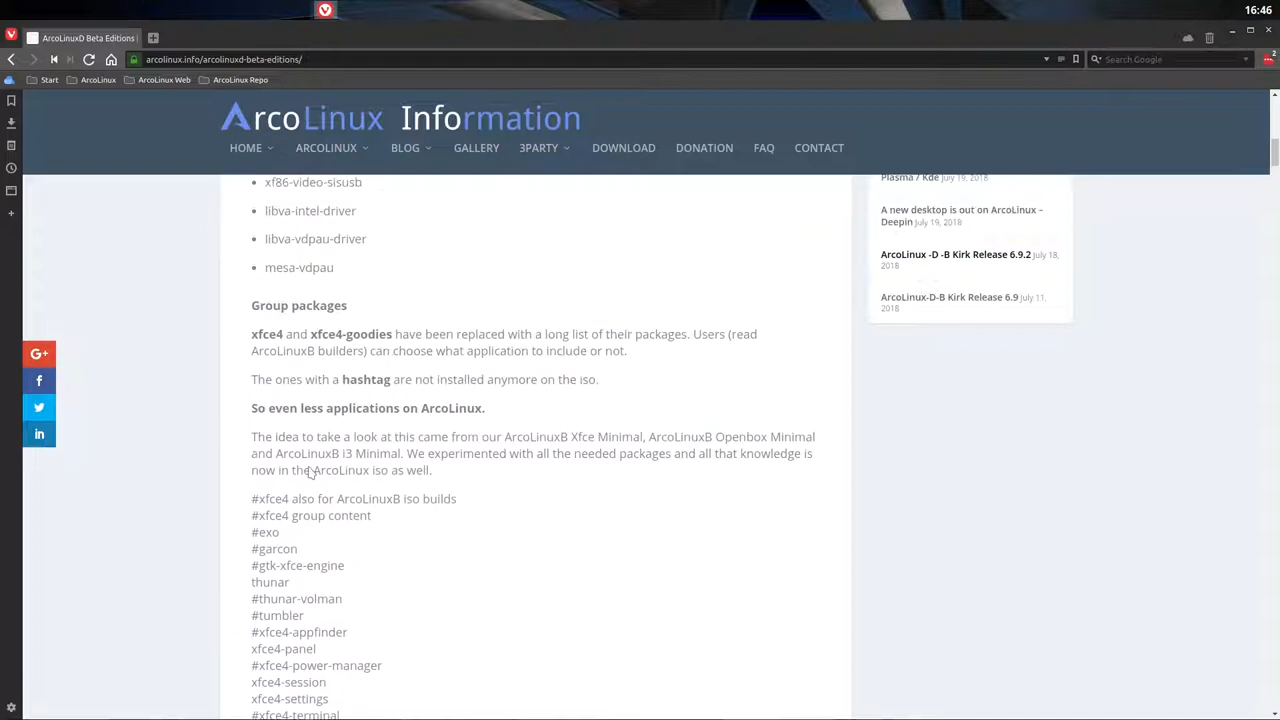 16:46
ArcoLinuxD Beta Editions |
arcolinux.info/arcolinuxd-beta-editions/
Search Google
2
Start
ArcoLinux
ArcoLinux Web
ArcoLinux Repo
ArcoLinux Information
HOME
ARCOLINUX
BLOG
GALLERY
3PARTY
DOWNLOAD
DONATION
FAQ
CONTACT
xf86-video-sisusb
libva-intel-driver
libva-vdpau-driver
mesa-vdpau
Group packages
xfce4 and xfce4-goodies have been replaced with a long list of their packages. Users (read
ArcoLinuxB builders) can choose what application to include or not.
The ones with a hashtag are not installed anymore on the iso.
So even less applications on ArcoLinux.
The idea to take a look at this came from our ArcoLinuxB Xfce Minimal, ArcoLinuxB Openbox Minimal
and ArcoLinuxB i3 Minimal. We experimented with all the needed packages and all that knowledge is
now in the ArcoLinux iso as well.
#xfce4 also for ArcoLinuxB iso builds
#xfce4 group content
#exo
#garcon
#gtk-xfce-engine
thunar
#thunar-volman
#tumbler
#xfce4-appfinder
xfce4-panel
#xfce4-power-manager
xfce4-session
xfce4-settings
#xfce4-terminal
Plasma / Kde July 19, 2018
A new desktop is out on ArcoLinux –
Deepin July 19, 2018
ArcoLinux -D -B Kirk Release 6.9.2 July 18,
2018
ArcoLinux-D-B Kirk Release 6.9 July 11,
2018
G+
f
in